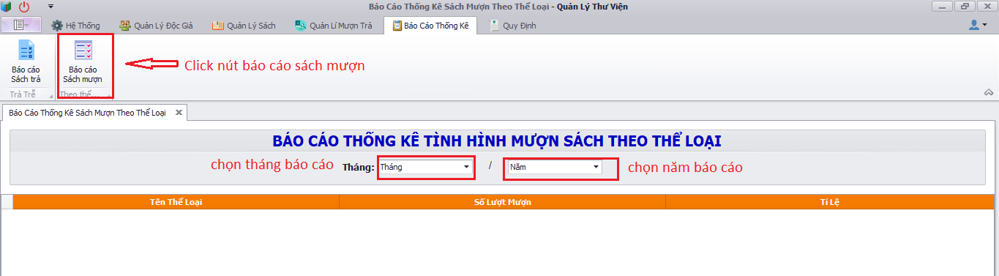 Báo Cáo Thống Kê Sách Mượn Theo Thể Loại - Quản Lý Thư Viện
Hệ Thống Quản Lý Độc Giả Quản Lý Sách Quản Lí Mượn Trả Báo Cáo Thống Kê Quy Định
Báo cáo Báo cáo
Sách trả Sách mượn
Click nút báo cáo sách mượn
Trả Trễ Theo thể...
Báo Cáo Thống Kê Sách Mượn Theo Thể Loại
BÁO CÁO THỐNG KÊ TÌNH HÌNH MƯỢN SÁCH THEO THỂ LOẠI
chọn tháng báo cáo Tháng: Tháng / Năm chọn năm báo cáo
Tên Thể Loại Số Lượt Mượn Tỉ Lệ